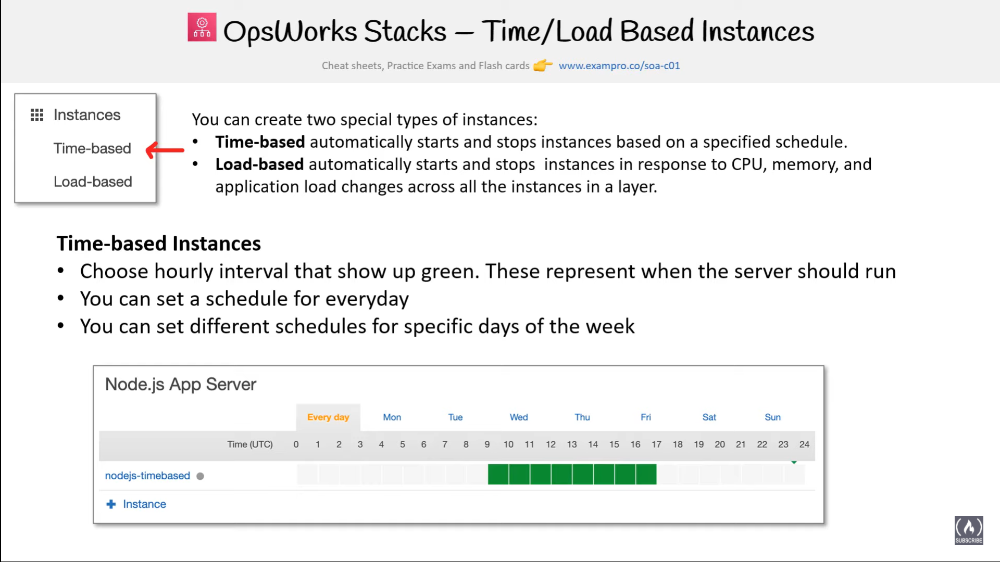 OpsWorks Stacks – Time/Load Based Instances
Cheat sheets, Practice Exams and Flash cards 👉 www.exampro.co/soa-c01
Instances
Time-based
Load-based
You can create two special types of instances:
• Time-based automatically starts and stops instances based on a specified schedule.
• Load-based automatically starts and stops instances in response to CPU, memory, and
application load changes across all the instances in a layer.
Time-based Instances
• Choose hourly interval that show up green. These represent when the server should run
• You can set a schedule for everyday
• You can set different schedules for specific days of the week
Node.js App Server
Every day Mon Tue Wed Thu Fri Sat Sun
Time (UTC) 0 1 2 3 4 5 6 7 8 9 10 11 12 13 14 15 16 17 18 19 20 21 22 23 24
nodejs-timebased
+ Instance
SUBSCRIBE